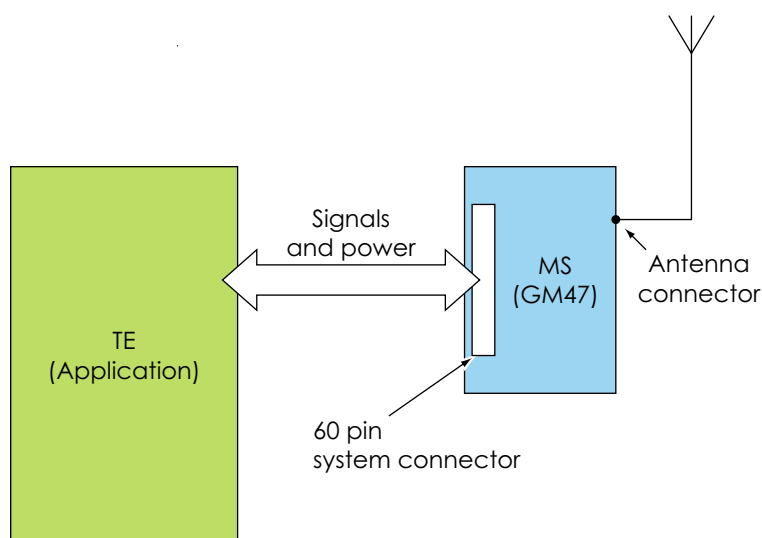 Signals
and power
MS
(GM47)
Antenna
connector
TE
(Application)
60 pin
system connector